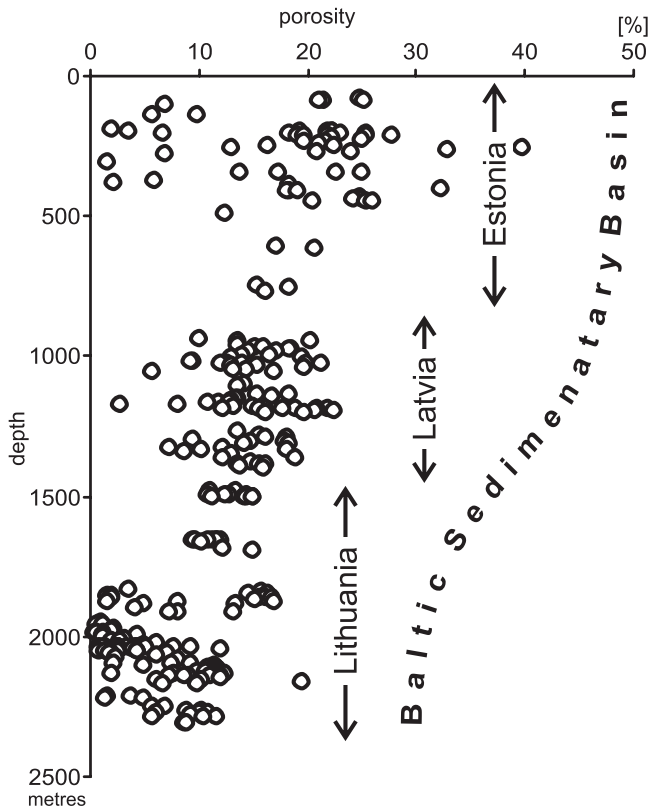 porosity
[%]
0 10 20 30 40 50
0
500
1000
1500
2000
2500
depth
metres
Estonia
Latvia
Lithuania
Baltic Sedimenatary Basin